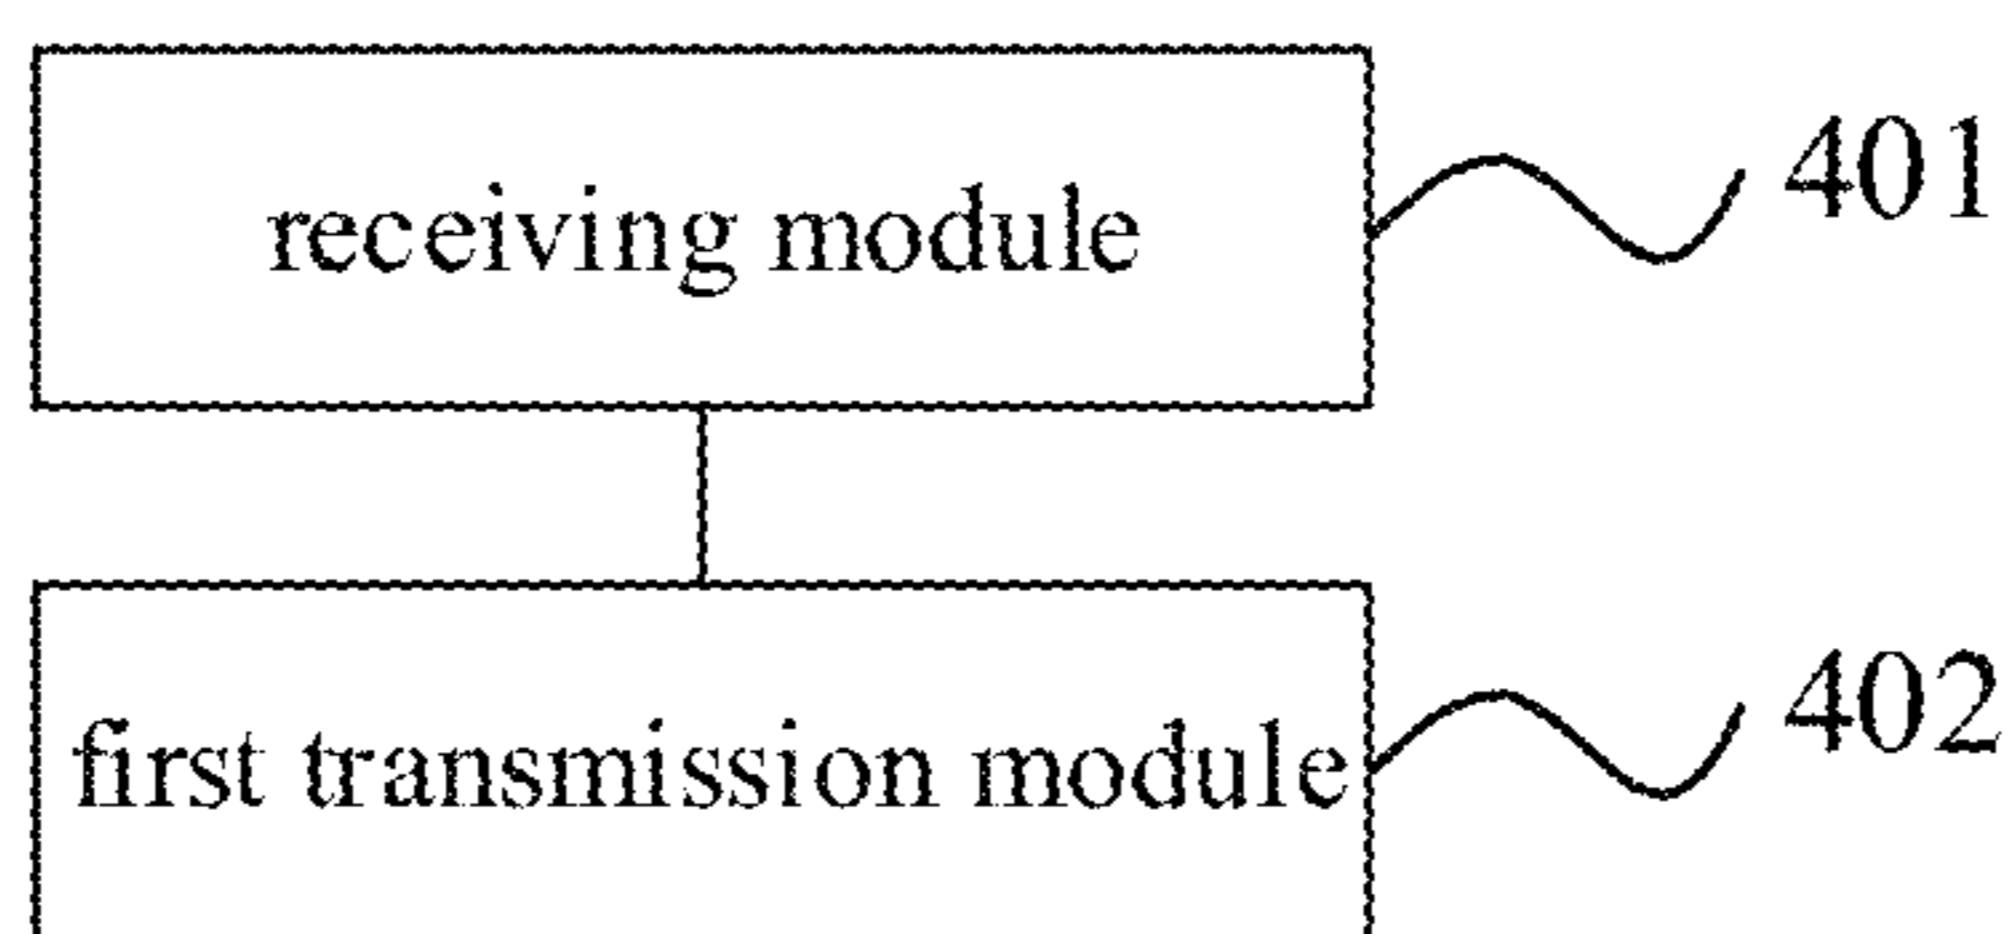 receiving module
401
first transmission module
402